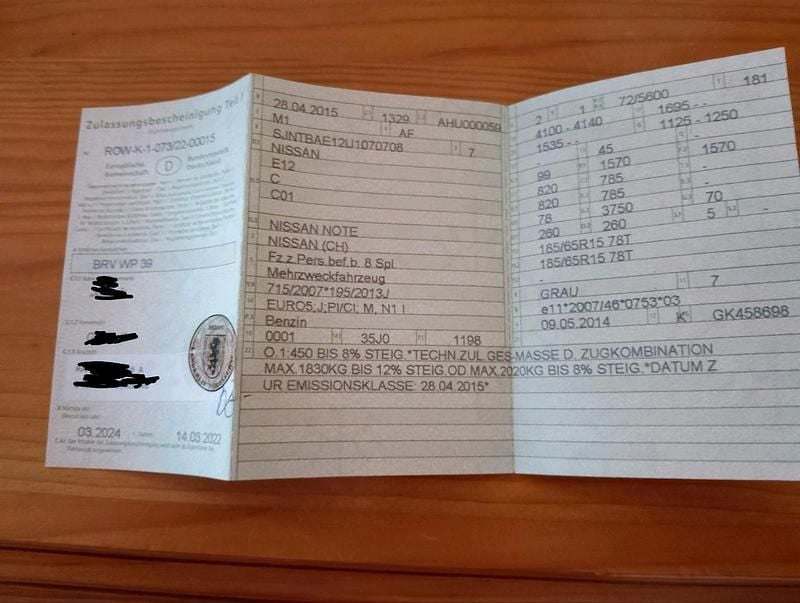 Zulassungsbescheinigung Teil I
ROW-K-1-073/22-00015
Europäische
Gemeinschaft
D
Bundesrepublik
Deutschland
BRV WP 39
03.2024
14.03.2022
28.04.2015 1329 AHU000059
M1 AF
SJNTBAE12U1070708 7
NISSAN
E12
C
C01
NISSAN NOTE
NISSAN (CH)
Fz.z.Pers.bef.b. 8 Spl.
Mehrzweckfahrzeug
715/2007*195/2013J
EURO5;J;PI/CI; M, N1 I
Benzin
0001 35J0 1198
O.1:450 BIS 8% STEIG.*TECHN.ZUL.GES-MASSE D. ZUGKOMBINATION
MAX.1830KG BIS 12% STEIG.OD.MAX.2020KG BIS 8% STEIG.*DATUM Z
UR EMISSIONSKLASSE: 28.04.2015*
2 1 72/5600 181
4100 - 4140 1695 - -
1535 - - 1125 - 1250
- 45 -
99 1570 1570
820 785 -
820 785 -
78 3750 70
260 260 5 -
185/65R15 78T
185/65R15 78T
-
GRAU 7
e11*2007/46*0753*03
09.05.2014 K GK458698